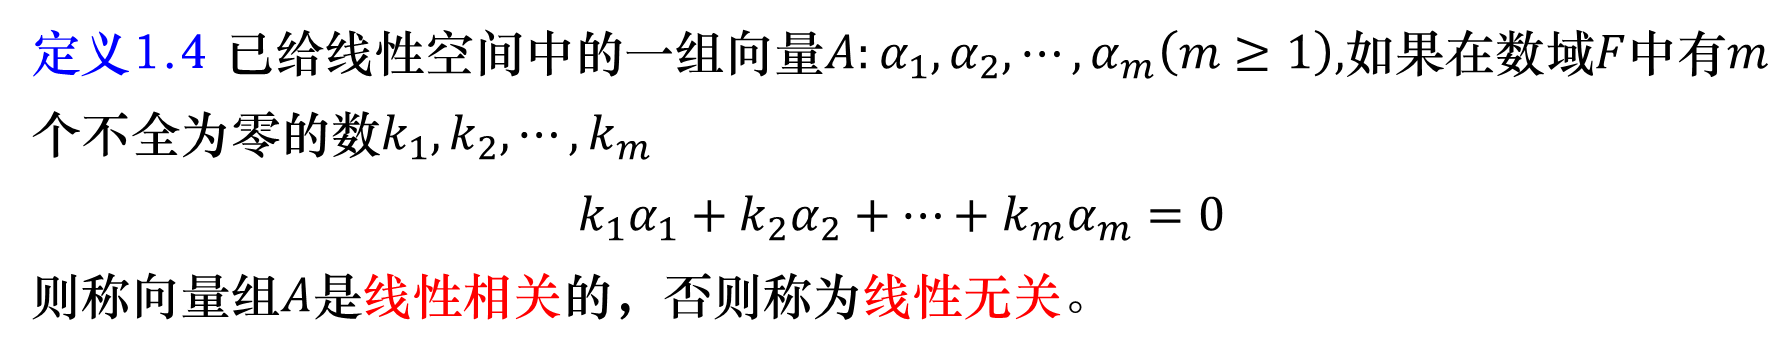 定义1.4 已给线性空间中的一组向量A: α₁, α₂, ⋯ , αₘ(m ≥ 1),如果在数域F中有m
个不全为零的数k₁, k₂, ⋯ , kₘ
k₁α₁ + k₂α₂ + ⋯ + kₘαₘ = 0
则称向量组A是线性相关的，否则称为线性无关。